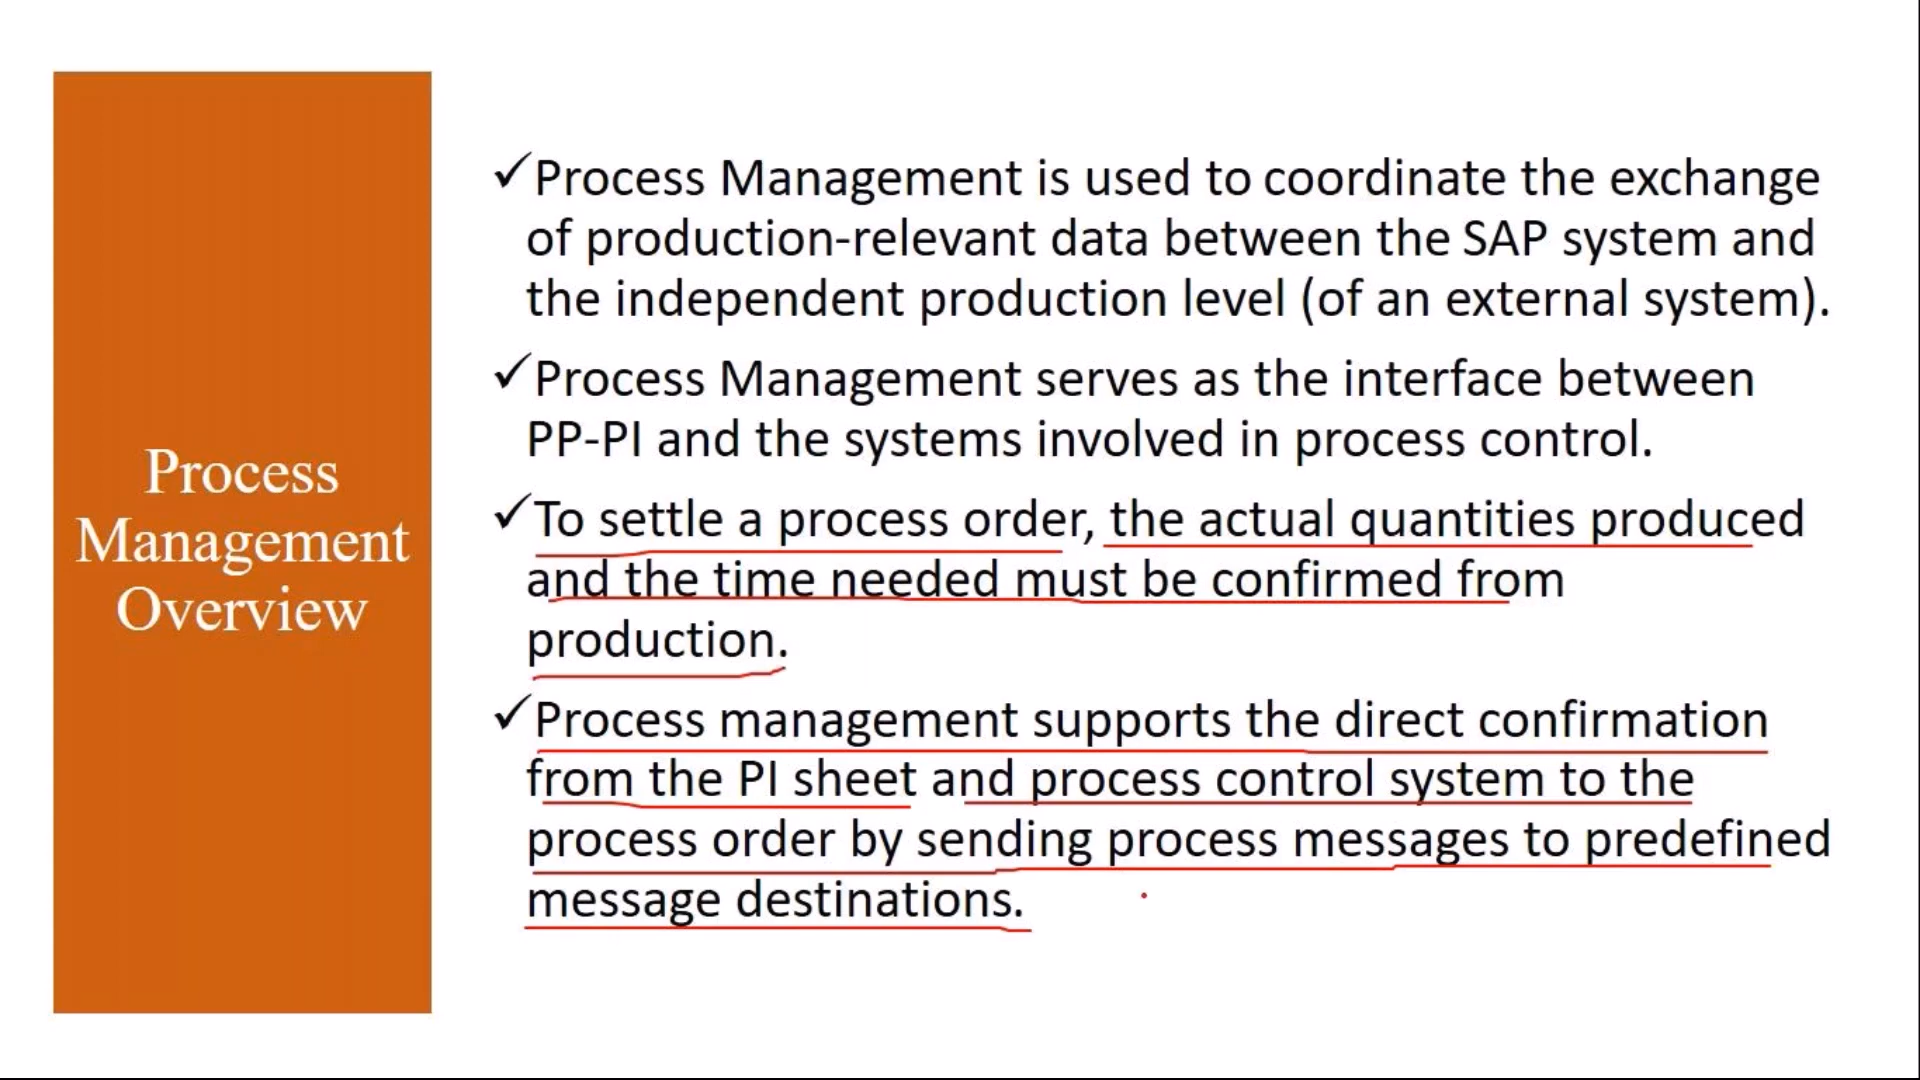 Process
Management
Overview
✓Process Management is used to coordinate the exchange
of production-relevant data between the SAP system and
the independent production level (of an external system).
✓Process Management serves as the interface between
PP-PI and the systems involved in process control.
✓To settle a process order, the actual quantities produced
and the time needed must be confirmed from
production.
✓Process management supports the direct confirmation
from the PI sheet and process control system to the
process order by sending process messages to predefined
message destinations.